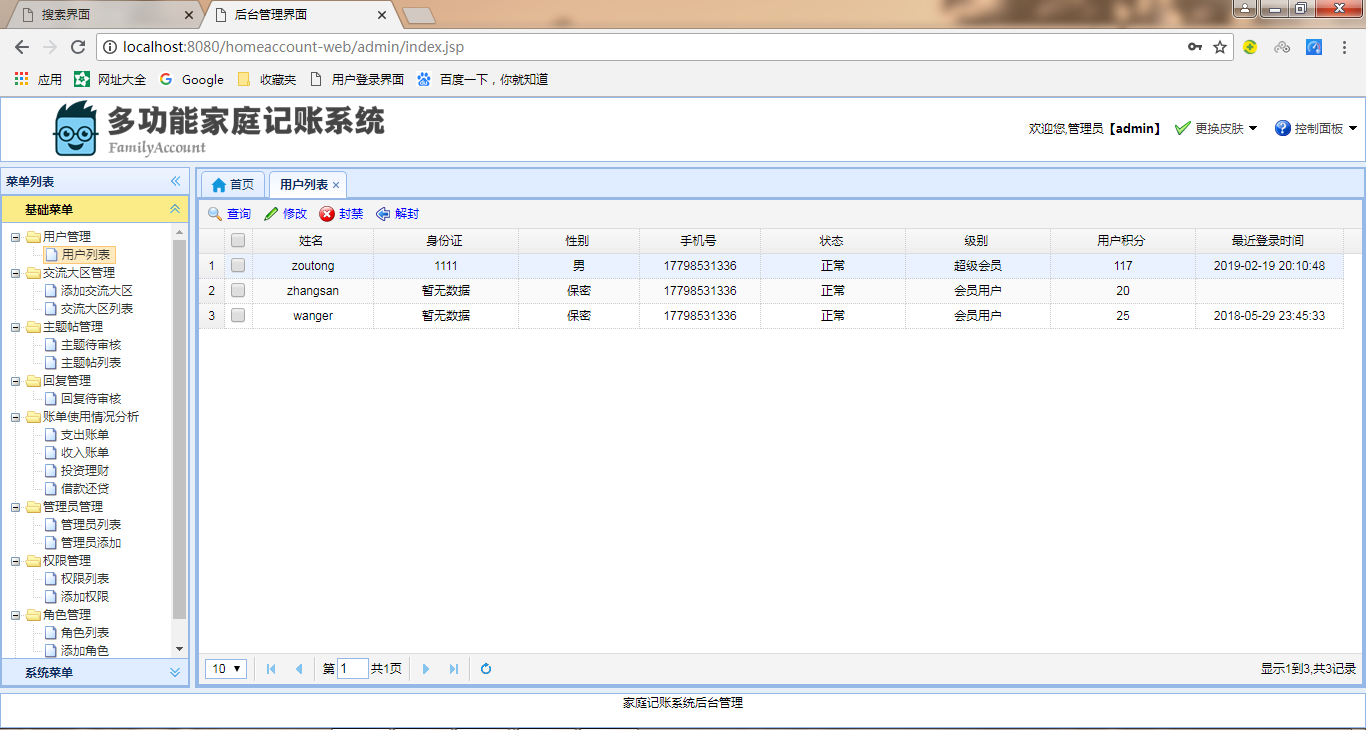 搜素界面
后台管理界面
localhost:8080/homeaccount-web/admin/index.jsp
应用 网址大全 Google 收藏夹 用户登录界面 百度一下，你就知道
多功能家庭记账系统
FamilyAccount
欢迎您,管理员【admin】 更换皮肤 控制面板
菜单列表
基础菜单
用户管理
用户列表
交流大区管理
添加交流大区
交流大区列表
主题帖管理
主题待审核
主题帖列表
回复管理
回复待审核
账单使用情况分析
支出账单
收入账单
投资理财
借款还贷
管理员管理
管理员列表
管理员添加
权限管理
权限列表
添加权限
角色管理
角色列表
添加角色
系统菜单
首页 用户列表
查询 修改 封禁 解封
姓名 身份证 性别 手机号 状态 级别 用户积分 最近登录时间
1 zoutong 1111 男 17798531336 正常 超级会员 117 2019-02-19 20:10:48
2 zhangsan 暂无数据 保密 17798531336 正常 会员用户 20
3 wanger 暂无数据 保密 17798531336 正常 会员用户 25 2018-05-29 23:45:33
10 第 1 共1页 显示1到3,共3记录
家庭记账系统后台管理